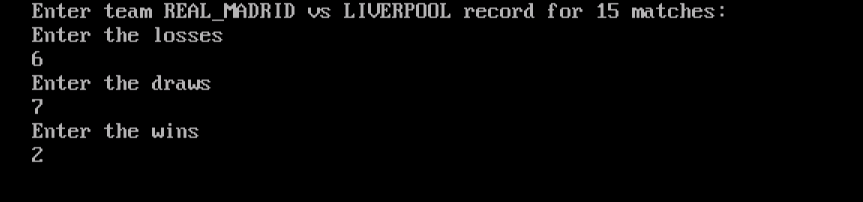 Enter team REAL_MADRID vs LIVERPOOL record for 15 matches:
Enter the losses
6
Enter the draws
7
Enter the wins
2